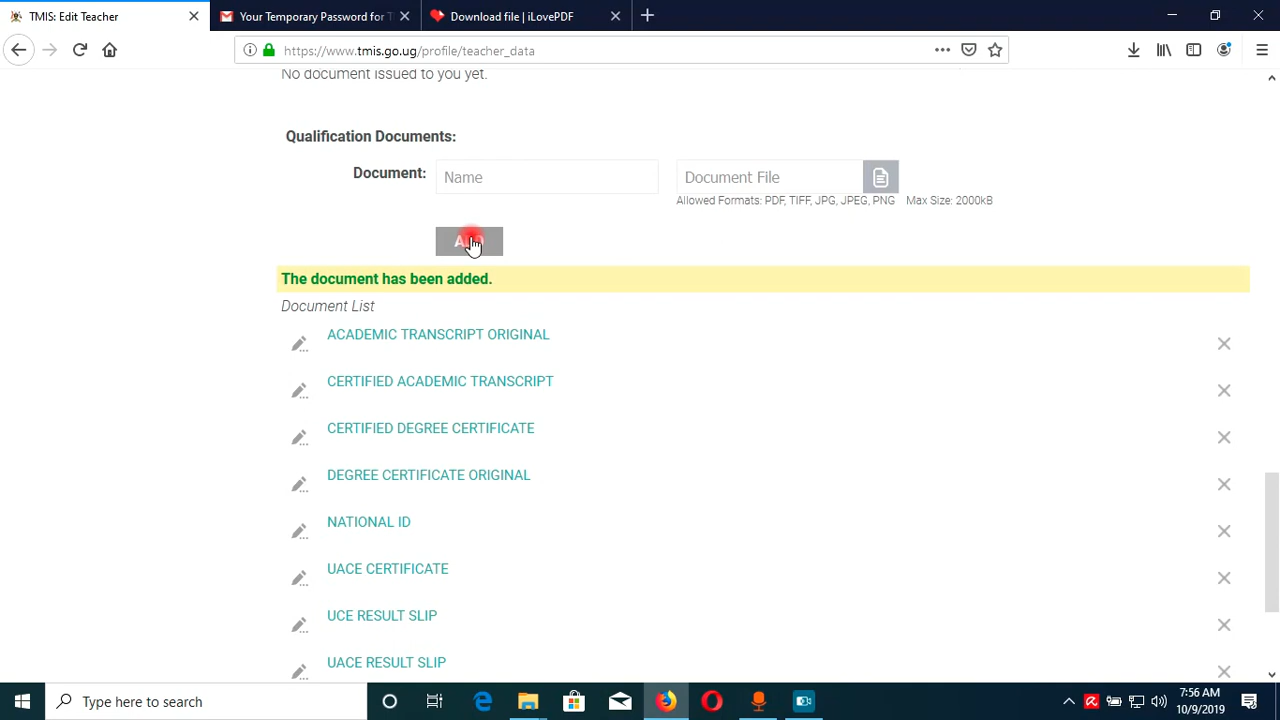 TMIS: Edit Teacher
Your Temporary Password for
Download file | iLovePDF
https://www.tmis.go.ug/profile/teacher_data
No document issued to you yet.
Qualification Documents:
Document:
Name
Document File
Allowed Formats: PDF, TIFF, JPG, JPEG, PNG Max Size: 2000kB
The document has been added.
Document List
ACADEMIC TRANSCRIPT ORIGINAL
CERTIFIED ACADEMIC TRANSCRIPT
CERTIFIED DEGREE CERTIFICATE
DEGREE CERTIFICATE ORIGINAL
NATIONAL ID
UACE CERTIFICATE
UCE RESULT SLIP
UACE RESULT SLIP
Type here to search
7:56 AM
10/9/2019